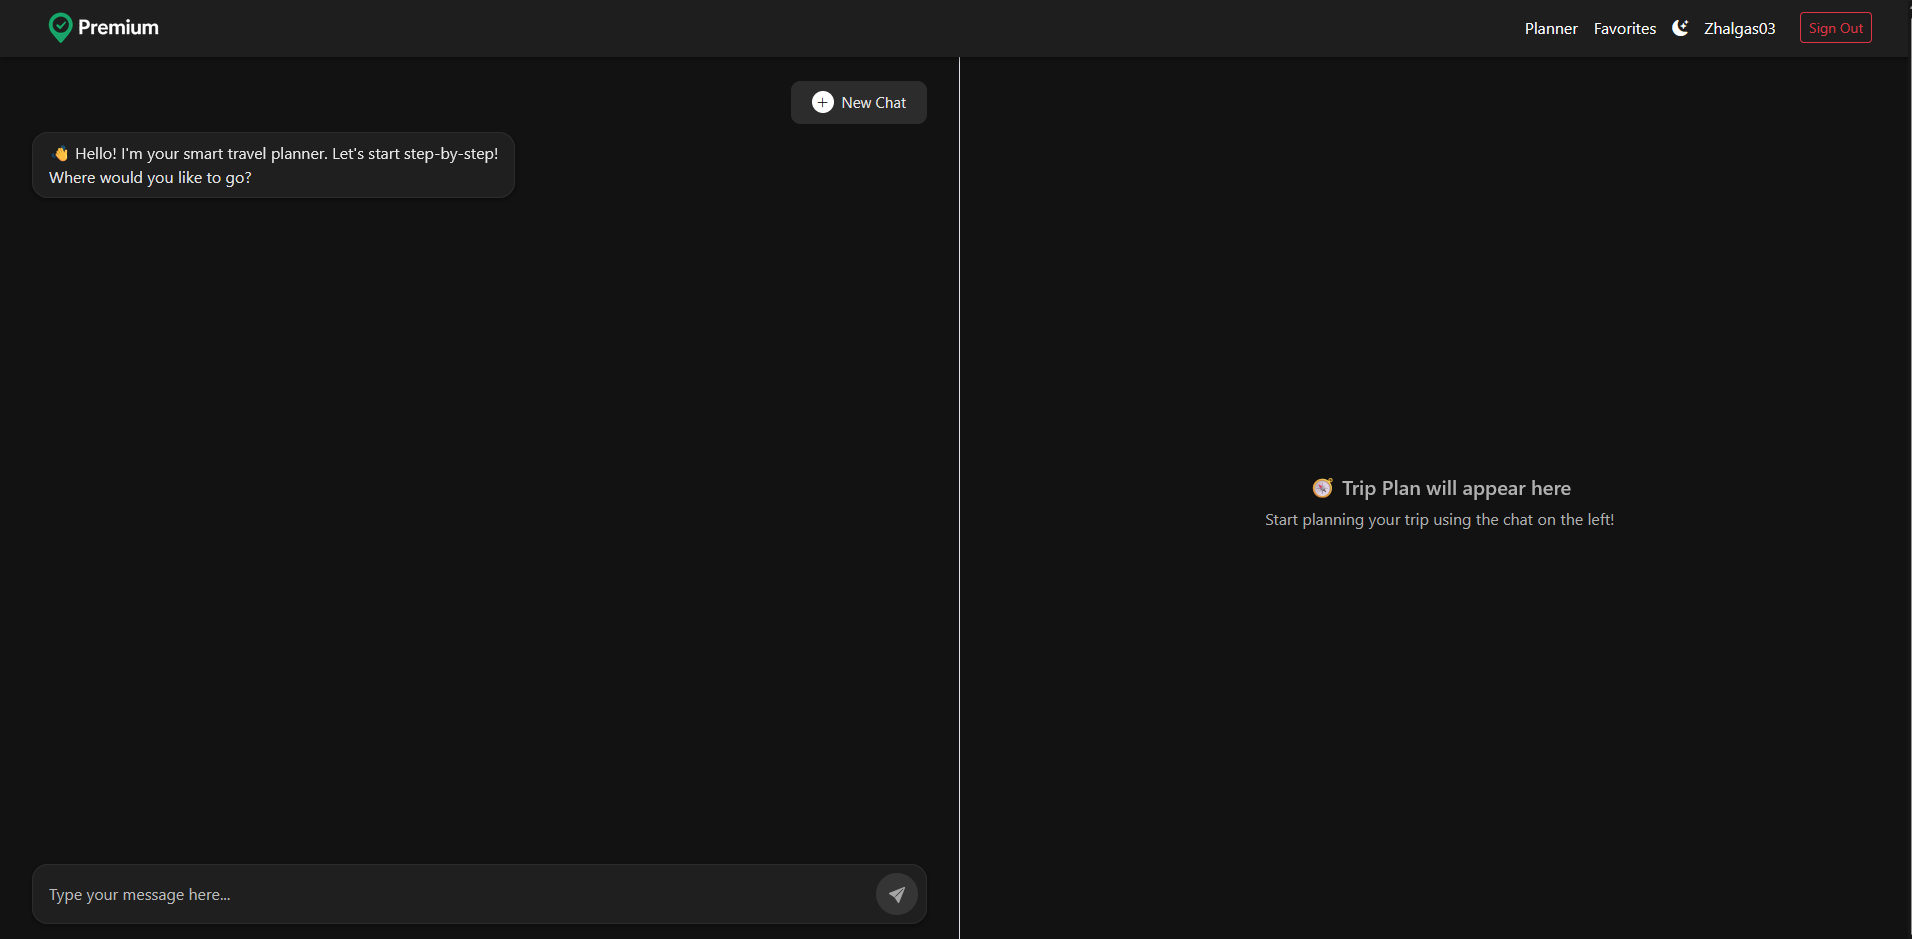 Premium
Planner
Favorites
Zhalgas03
Sign Out
New Chat
👋 Hello! I'm your smart travel planner. Let's start step-by-step!
Where would you like to go?
🧭 Trip Plan will appear here
Start planning your trip using the chat on the left!
Type your message here...